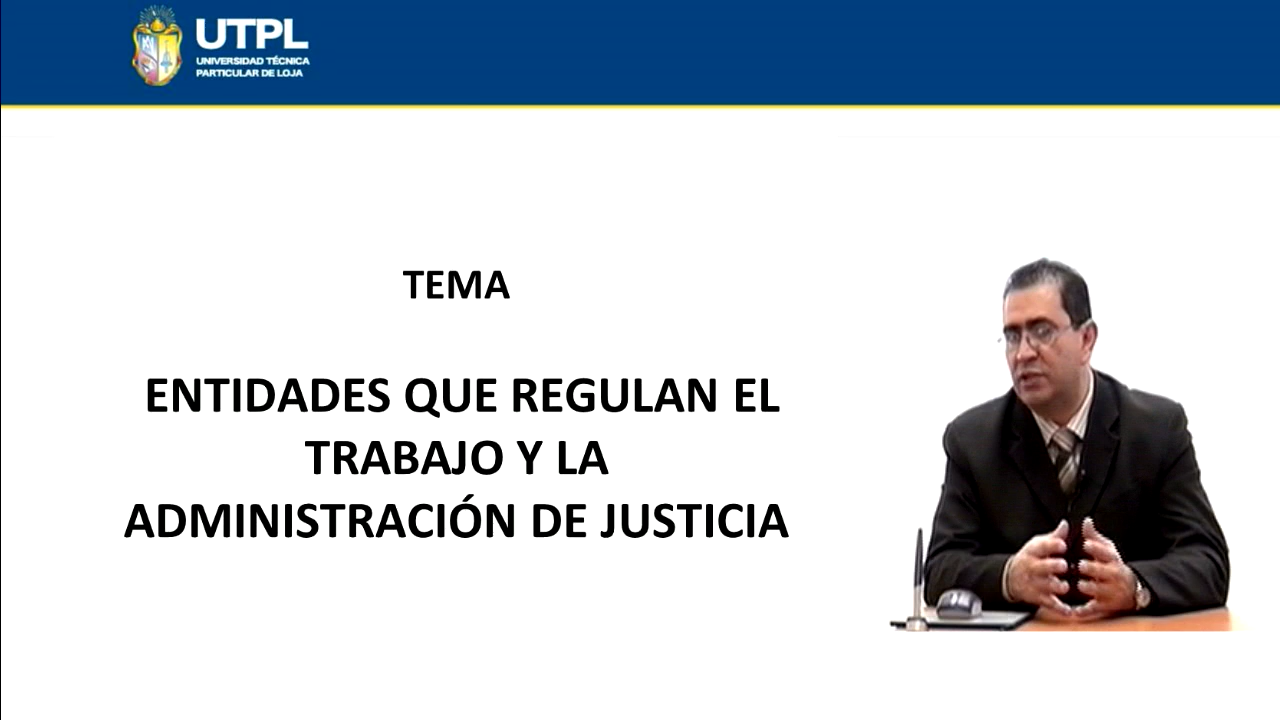 UTPL
UNIVERSIDAD TÉCNICA
PARTICULAR DE LOJA
TEMA
ENTIDADES QUE REGULAN EL
TRABAJO Y LA
ADMINISTRACIÓN DE JUSTICIA